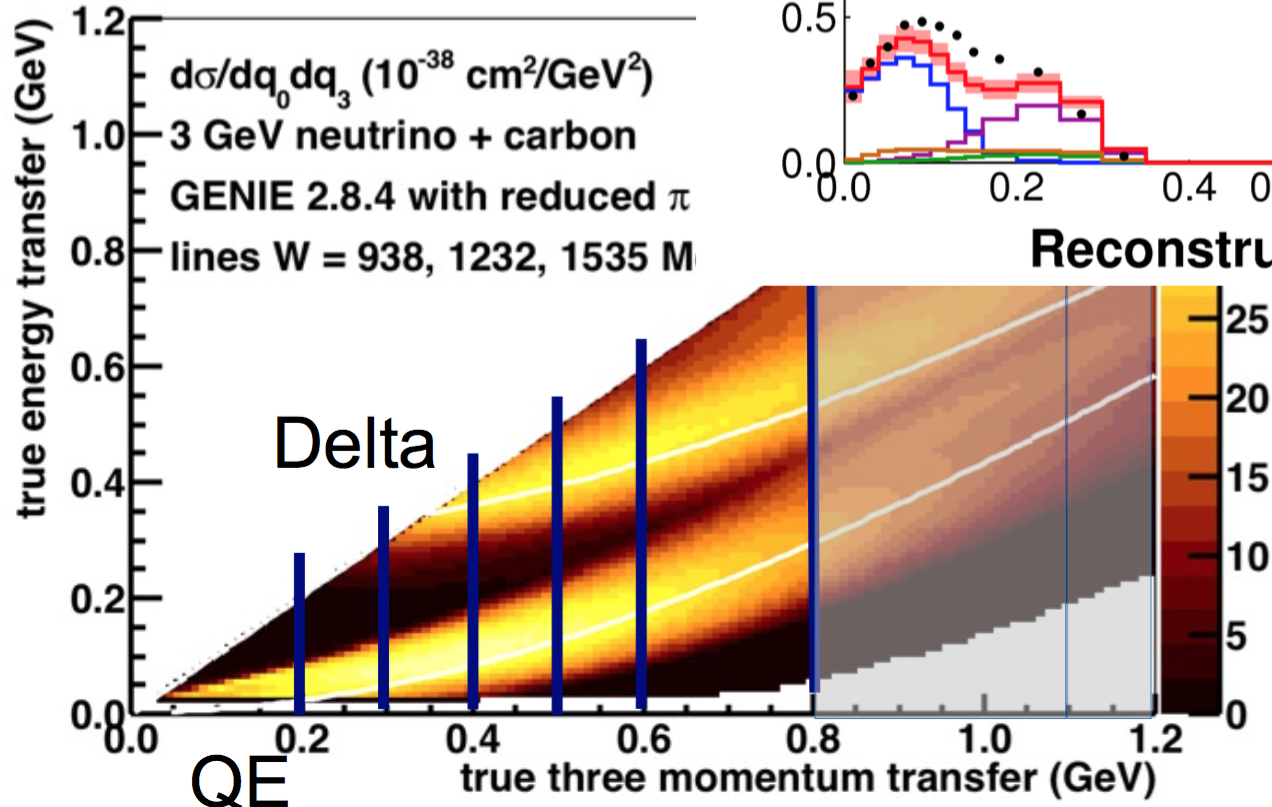 1.2
1.0
0.8
0.6
0.4
0.2
0.0
true energy transfer (GeV)
dσ/dq₀dq₃ (10⁻³⁸ cm²/GeV²)
3 GeV neutrino + carbon
GENIE 2.8.4 with reduced π
lines W = 938, 1232, 1535 M
Delta
QE
0.0 0.2 0.4 0.6 0.8 1.0 1.2
true three momentum transfer (GeV)
0.5
0.0
0.0 0.2 0.4 0
Reconstru
25
20
15
10
5
0